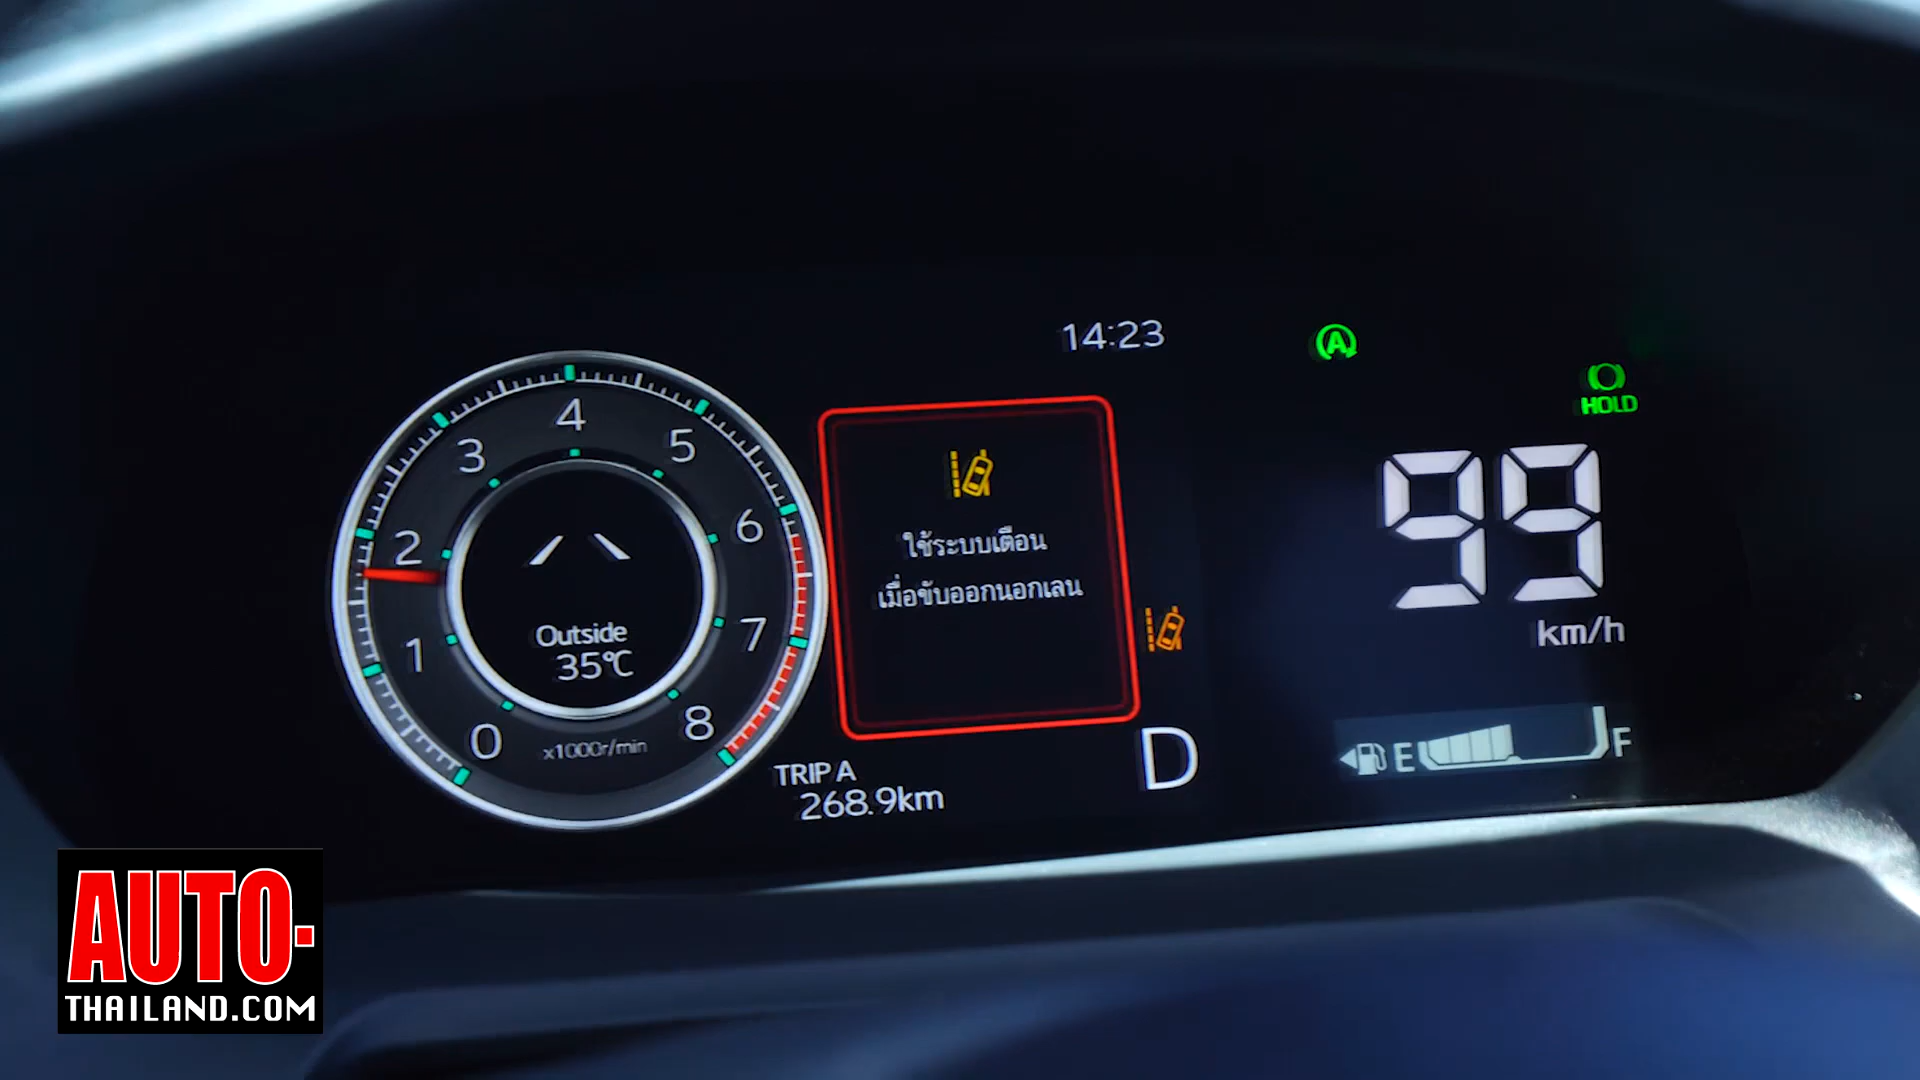 14:23
A
HOLD
0
1
2
3
4
5
6
7
8
x1000r/min
Outside
35℃
ใช้ระบบเตือน
เมื่อขับออกนอกเลน
99
km/h
TRIP A
268.9km
D
E
F
AUTO-
THAILAND.COM